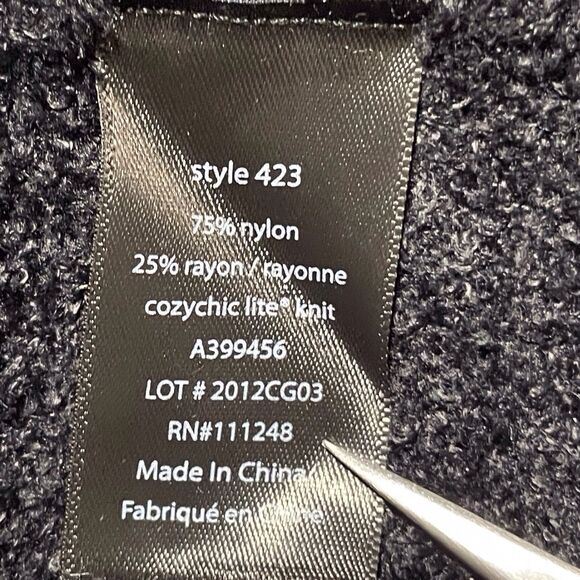 style 423
75% nylon
25% rayon / rayonne
cozychic lite® knit
A399456
LOT # 2012CG03
RN#111248
Made In China
Fabriqué en Chine